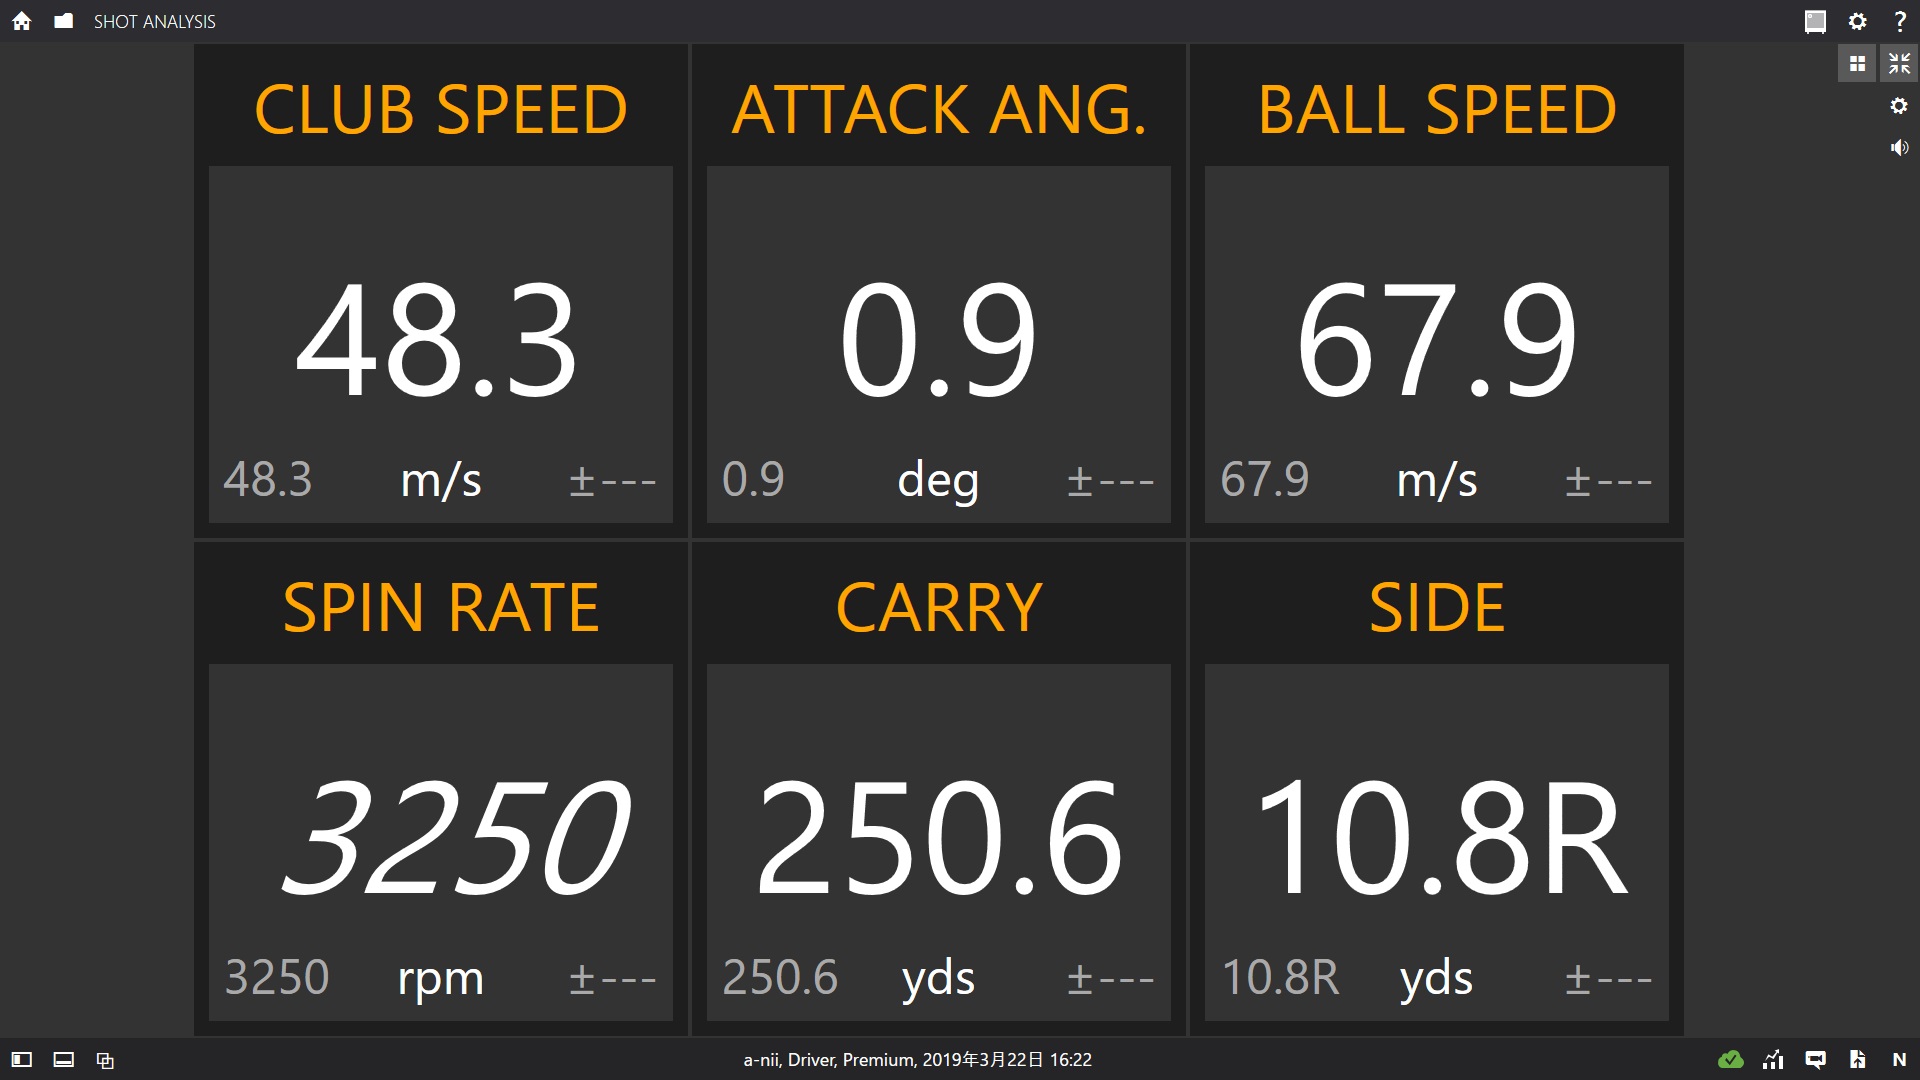 SHOT ANALYSIS
?
CLUB SPEED
48.3
48.3 m/s ±---
ATTACK ANG.
0.9
0.9 deg ±---
BALL SPEED
67.9
67.9 m/s ±---
SPIN RATE
3250
3250 rpm ±---
CARRY
250.6
250.6 yds ±---
SIDE
10.8R
10.8R yds ±---
a-nii, Driver, Premium, 2019年3月22日 16:22
N